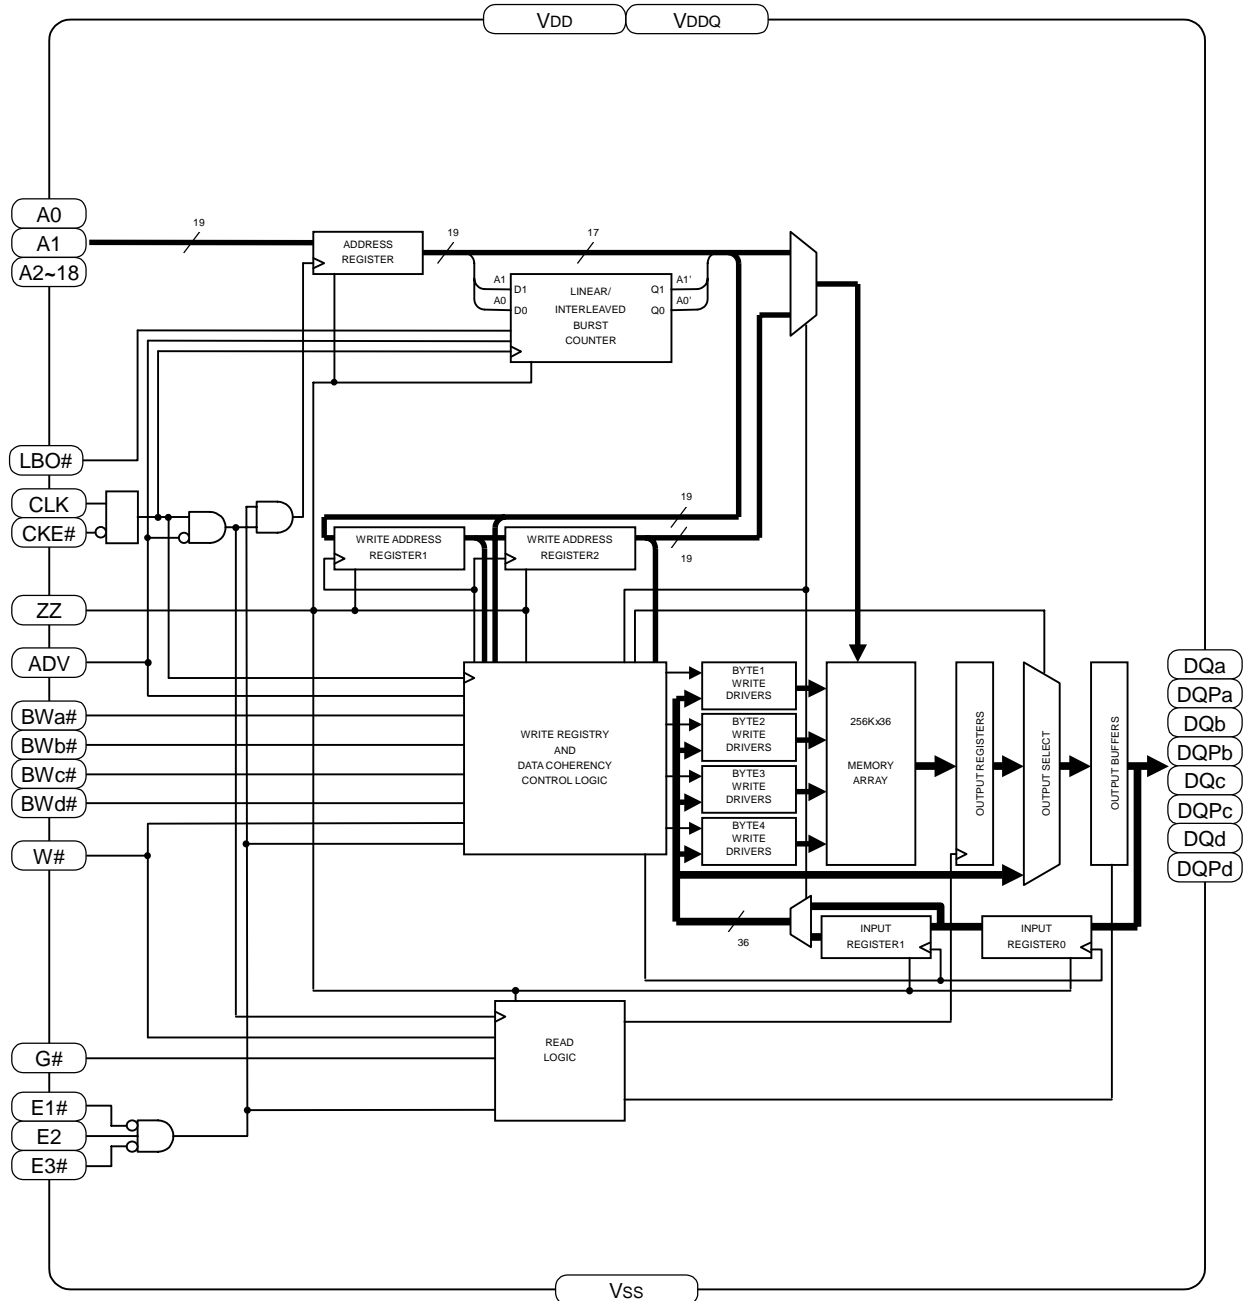 VDD
VDDQ
A0
A1
A2~18
19
ADDRESS
REGISTER
19
17
A1
A0
D1
D0
LINEAR/
INTERLEAVED
BURST
COUNTER
Q1
Q0
A1'
A0'
LBO#
CLK
CKE#
19
19
WRITE ADDRESS
REGISTER1
WRITE ADDRESS
REGISTER2
ZZ
ADV
BWa#
BWb#
BWc#
BWd#
W#
WRITE REGISTRY
AND
DATA COHERENCY
CONTROL LOGIC
BYTE1
WRITE
DRIVERS
BYTE2
WRITE
DRIVERS
BYTE3
WRITE
DRIVERS
BYTE4
WRITE
DRIVERS
256Kx36
MEMORY
ARRAY
OUTPUT REGISTERS
OUTPUT SELECT
OUTPUT BUFFERS
DQa
DQPa
DQb
DQPb
DQc
DQPc
DQd
DQPd
36
INPUT
REGISTER1
INPUT
REGISTER0
READ
LOGIC
G#
E1#
E2
E3#
VSS